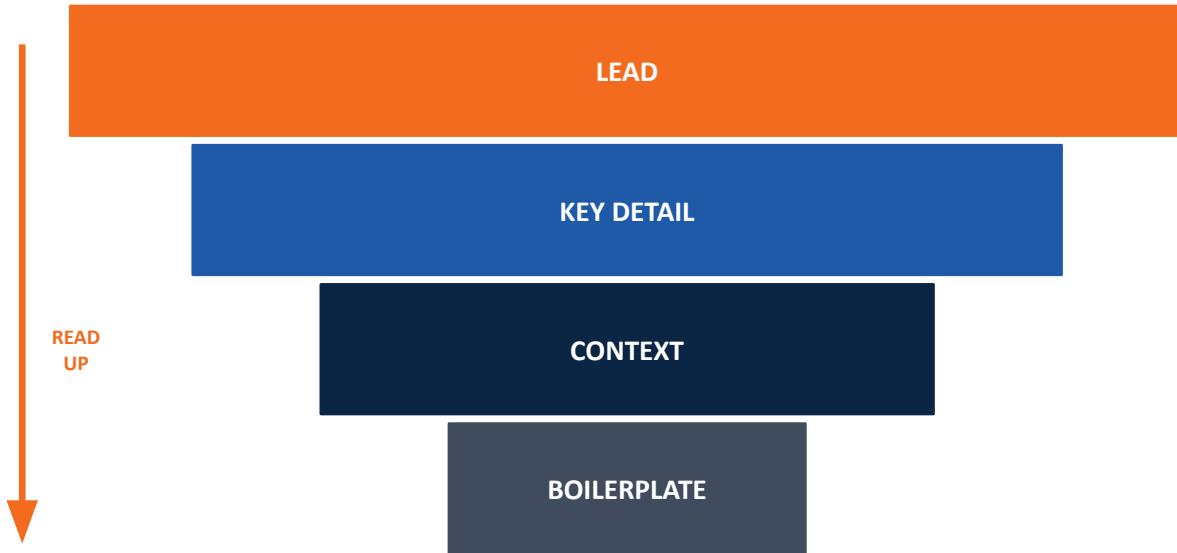 LEAD
KEY DETAIL
CONTEXT
READ
UP
BOILERPLATE